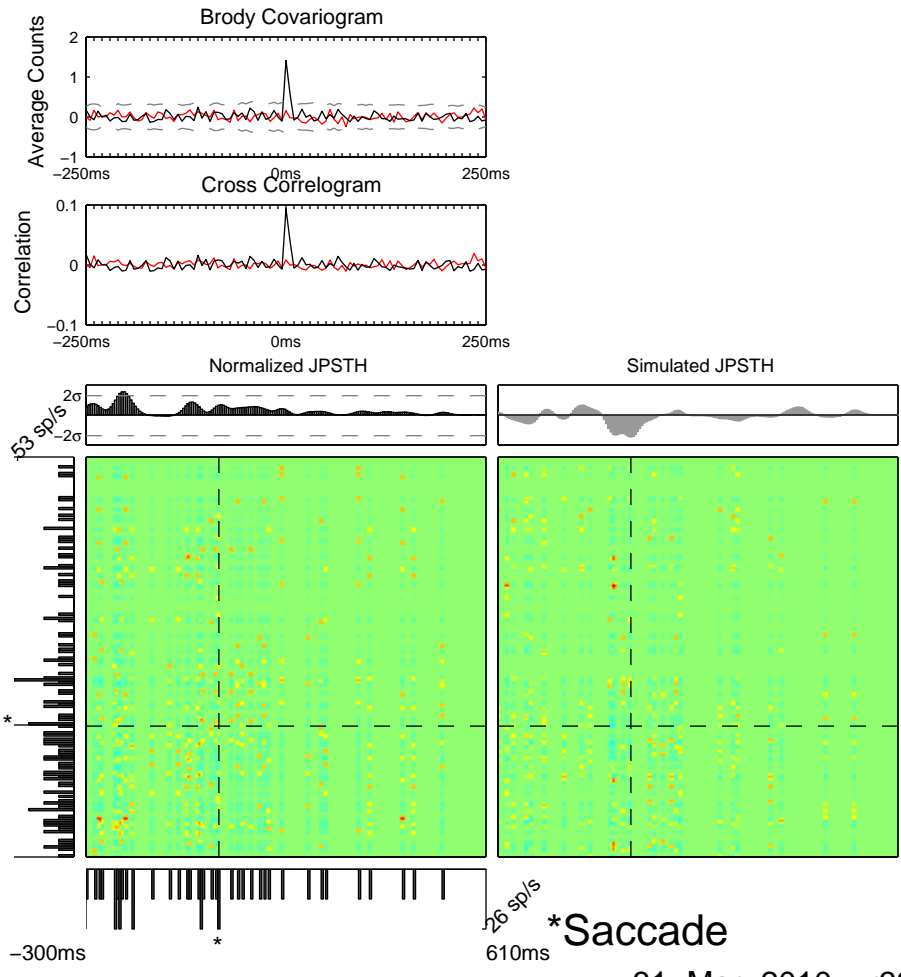 Brody Covariogram
Average Counts
2
1
0
−1
−250ms
0ms
250ms
Cross Correlogram
Correlation
0.1
0
−0.1
−250ms
0ms
250ms
Normalized JPSTH
Simulated JPSTH
2σ
−2σ
53 sp/s
*
*
26 sp/s
−300ms
610ms
*Saccade